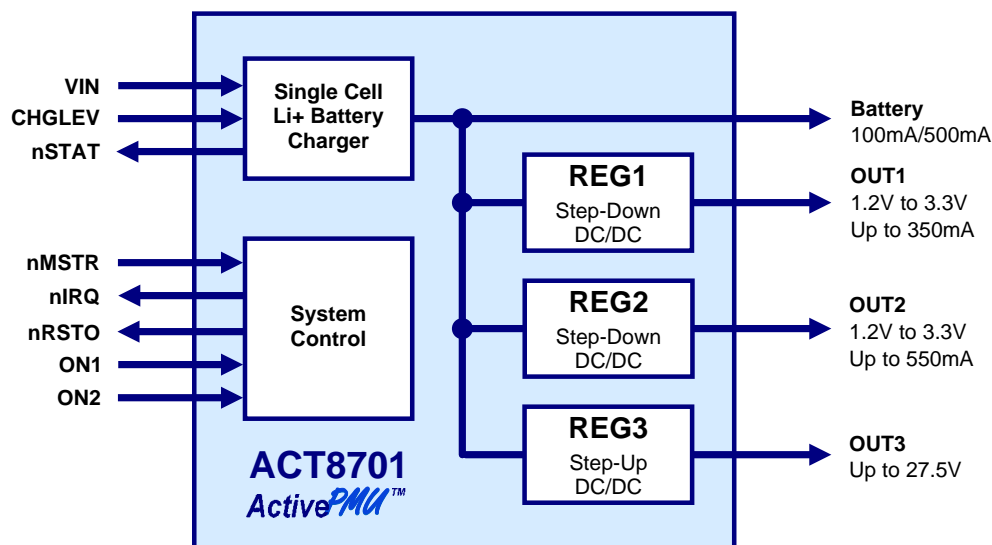 VIN
CHGLEV
nSTAT
Single Cell
Li+ Battery
Charger
Battery
100mA/500mA
REG1
Step-Down
DC/DC
OUT1
1.2V to 3.3V
Up to 350mA
nMSTR
nIRQ
nRSTO
ON1
ON2
System
Control
REG2
Step-Down
DC/DC
OUT2
1.2V to 3.3V
Up to 550mA
REG3
Step-Up
DC/DC
OUT3
Up to 27.5V
ACT8701
ActivePMU™